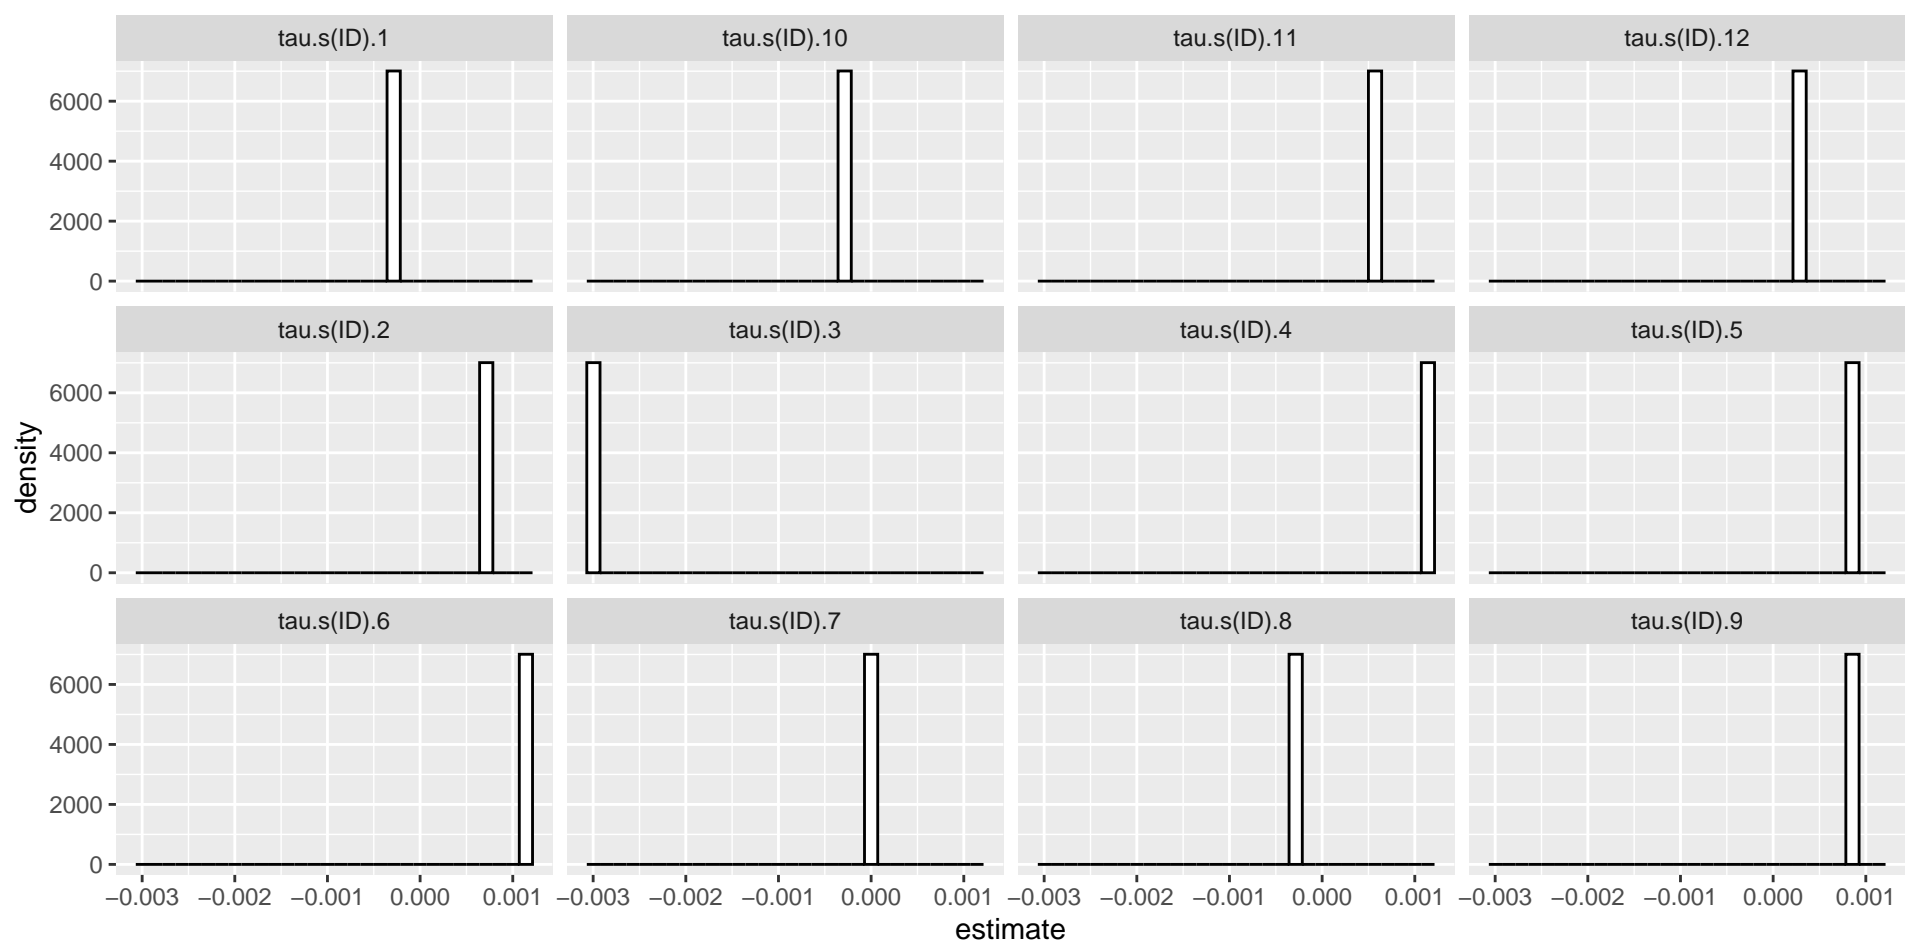 tau.s(ID).1 tau.s(ID).10 tau.s(ID).11 tau.s(ID).12
6000
4000
2000
0
tau.s(ID).2 tau.s(ID).3 tau.s(ID).4 tau.s(ID).5
6000
4000
2000
0
density
tau.s(ID).6 tau.s(ID).7 tau.s(ID).8 tau.s(ID).9
6000
4000
2000
0
−0.003 −0.002 −0.001 0.000 0.001 −0.003 −0.002 −0.001 0.000 0.001 −0.003 −0.002 −0.001 0.000 0.001 −0.003 −0.002 −0.001 0.000 0.001
estimate